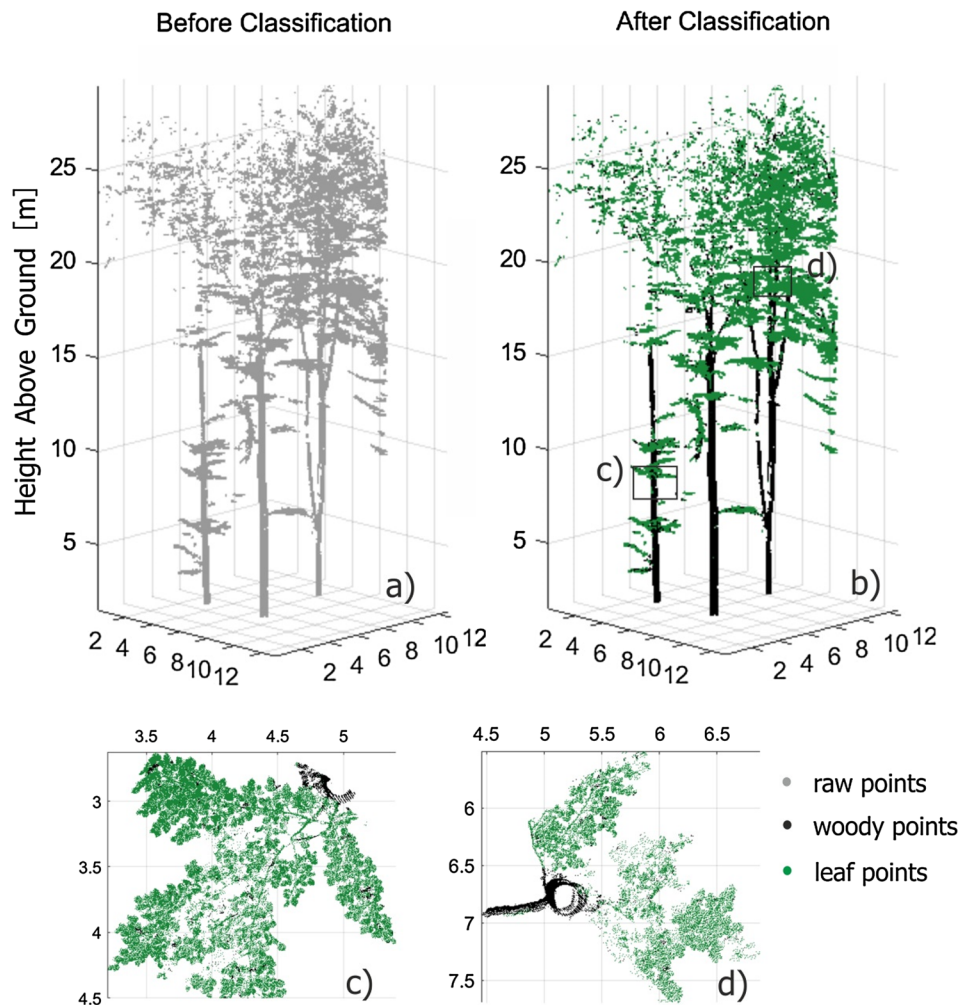 Before Classification
After Classification
Height Above Ground [m]
25
20
15
10
5
2 4 6 8 10 12
2 4 6 8 10 12
a)
25
20
15
10
5
2 4 6 8 10 12
2 4 6 8 10 12
d)
c)
b)
3.5 4 4.5 5
3
3.5
4
4.5
c)
4.5 5 5.5 6 6.5
6
6.5
7
7.5
d)
raw points
woody points
leaf points